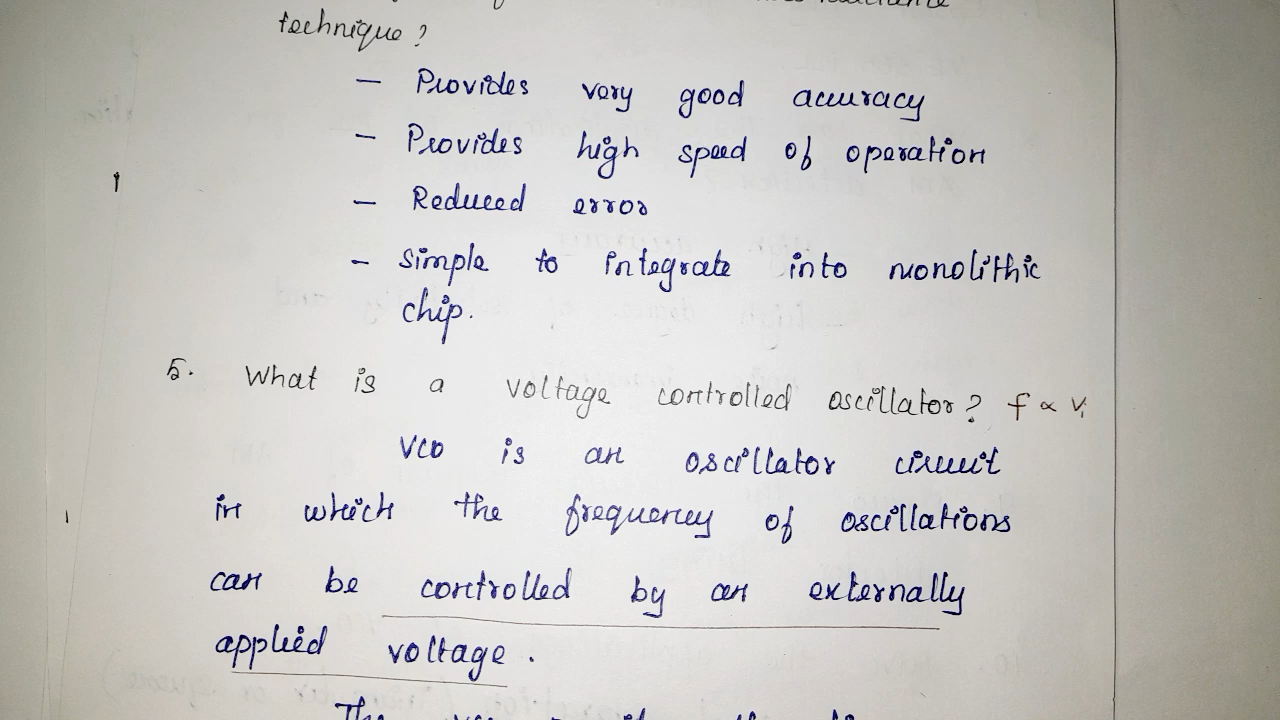 technique?
– Provides very good accuracy
– Provides high speed of operation
– Reduced error
– Simple to integrate into monolithic
chip.
5. What is a voltage controlled oscillator? f ∝ Vi
VCO is an oscillator circuit
in which the frequency of oscillations
can be controlled by an externally
applied voltage.
The